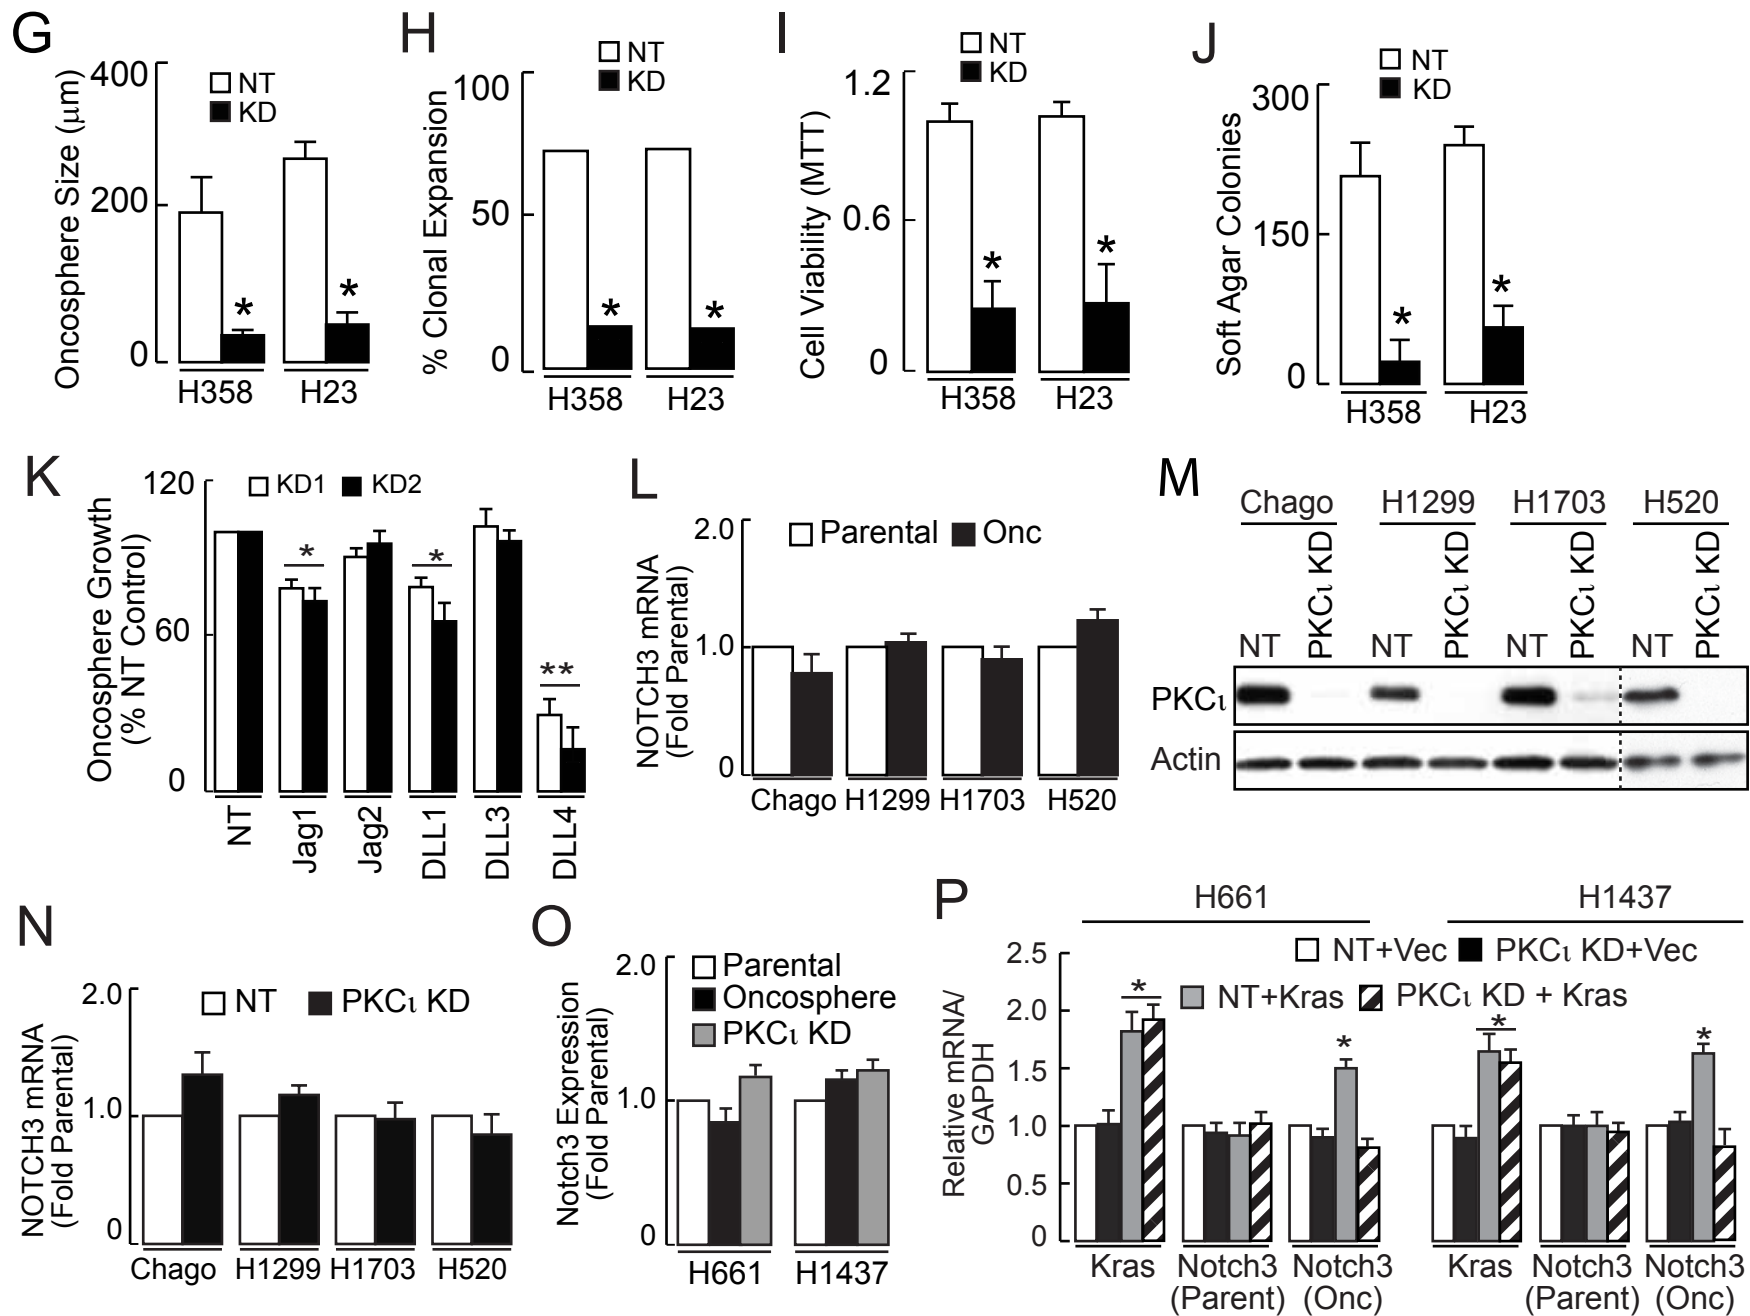 G
Oncosphere Size (μm)
400
200
0
NT
KD
*
*
H358
H23
H
% Clonal Expansion
100
50
0
NT
KD
*
*
H358
H23
I
Cell Viability (MTT)
1.2
0.6
0
NT
KD
*
*
H358
H23
J
Soft Agar Colonies
300
150
0
NT
KD
*
*
H358
H23
K
Oncosphere Growth
(% NT Control)
120
60
0
KD1
KD2
*
*
**
NT
Jag1
Jag2
DLL1
DLL3
DLL4
L
NOTCH3 mRNA
(Fold Parental)
2.0
1.0
0
Parental
Onc
Chago
H1299
H1703
H520
M
Chago
H1299
H1703
H520
NT
PKCι KD
NT
PKCι KD
NT
PKCι KD
NT
PKCι KD
PKCι
Actin
N
NOTCH3 mRNA
(Fold Parental)
2.0
1.0
0
NT
PKCι KD
Chago
H1299
H1703
H520
O
Notch3 Expression
(Fold Parental)
2.0
1.0
0
Parental
Oncosphere
PKCι KD
H661
H1437
P
H661
H1437
Relative mRNA/
GAPDH
2.5
2.0
1.5
1.0
0.5
0
NT+Vec
PKCι KD+Vec
NT+Kras
PKCι KD + Kras
*
*
*
*
Kras
Notch3
(Parent)
Notch3
(Onc)
Kras
Notch3
(Parent)
Notch3
(Onc)